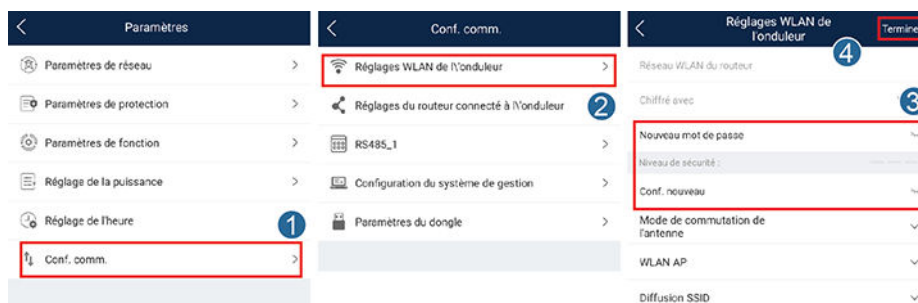 Paramètres
Paramètres de réseau
Paramètres de protection
Paramètres de fonction
Réglage de la puissance
Réglage de l'heure
1
Conf. comm.
Conf. comm.
Réglages WLAN de l\'onduleur
2
Réglages du routeur connecté à l\'onduleur
RS485_1
Configuration du système de gestion
Paramètres du dongle
Réglages WLAN de
l'onduleur
Termine
4
Réseau WLAN du routeur
Chiffré avec
3
Nouveau mot de passe
Niveau de sécurité :
Conf. nouveau
Mode de commutation de
l'antenne
WLAN AP
Diffusion SSID